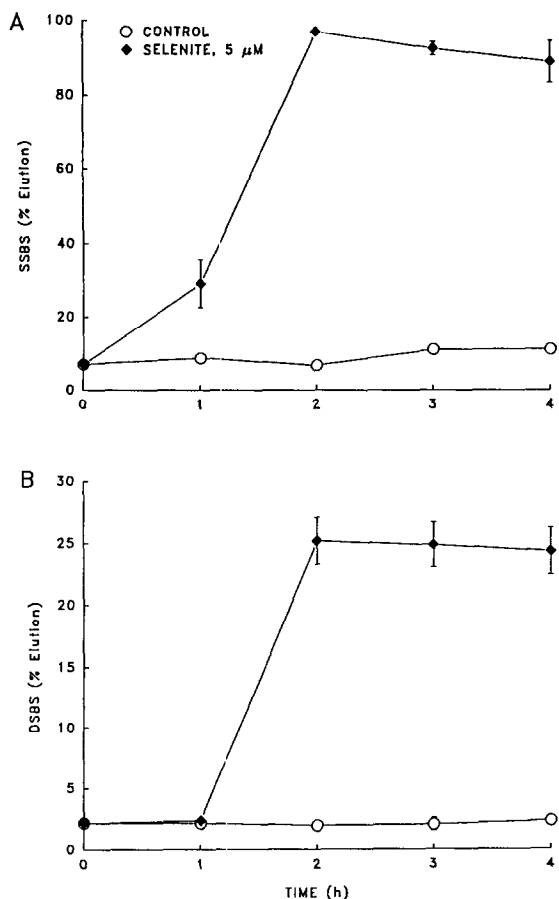 A
○ CONTROL
◆ SELENITE, 5 μM
SSBS (% Elution)
100
80
60
40
20
0
0 1 2 3 4
B
DSBS (% Elution)
30
25
20
15
10
5
0
0 1 2 3 4
TIME (h)